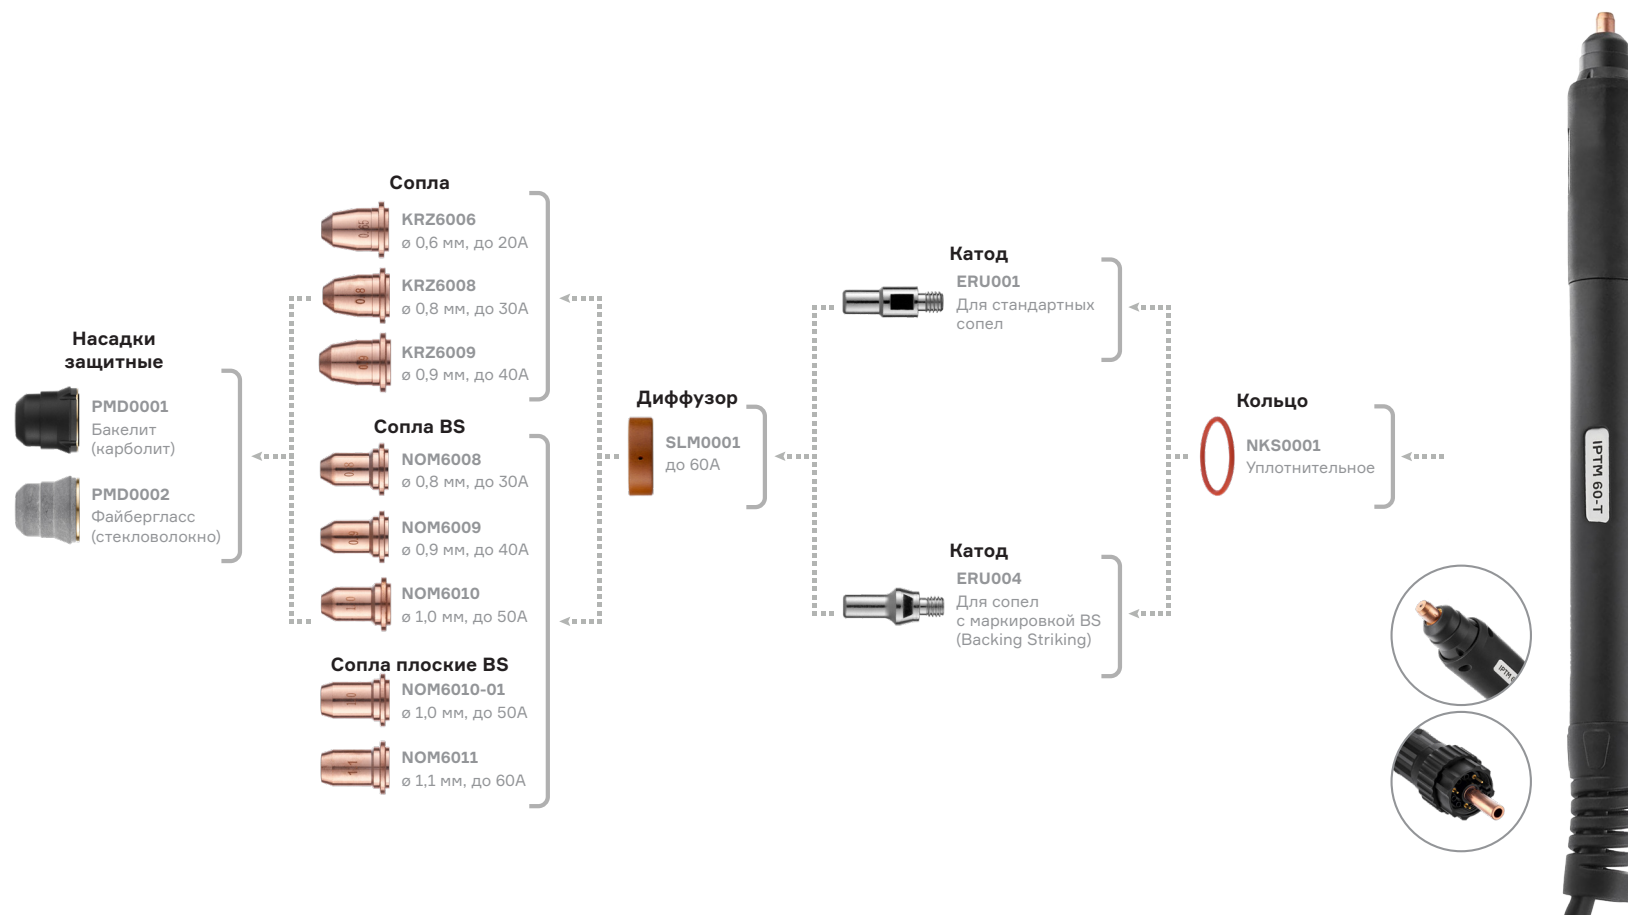 Насадки
защитные
PMD0001
Бакелит
(карболит)
PMD0002
Файбергласс
(стекловолокно)
Сопла
KRZ6006
ø 0,6 мм, до 20А
KRZ6008
ø 0,8 мм, до 30А
KRZ6009
ø 0,9 мм, до 40А
Сопла BS
NOM6008
ø 0,8 мм, до 30А
NOM6009
ø 0,9 мм, до 40А
NOM6010
ø 1,0 мм, до 50А
Сопла плоские BS
NOM6010-01
ø 1,0 мм, до 50А
NOM6011
ø 1,1 мм, до 60А
Диффузор
SLM0001
до 60А
Катод
ERU001
Для стандартных
сопел
Катод
ERU004
Для сопел
с маркировкой BS
(Backing Striking)
Кольцо
NKS0001
Уплотнительное
IPTM 60-T